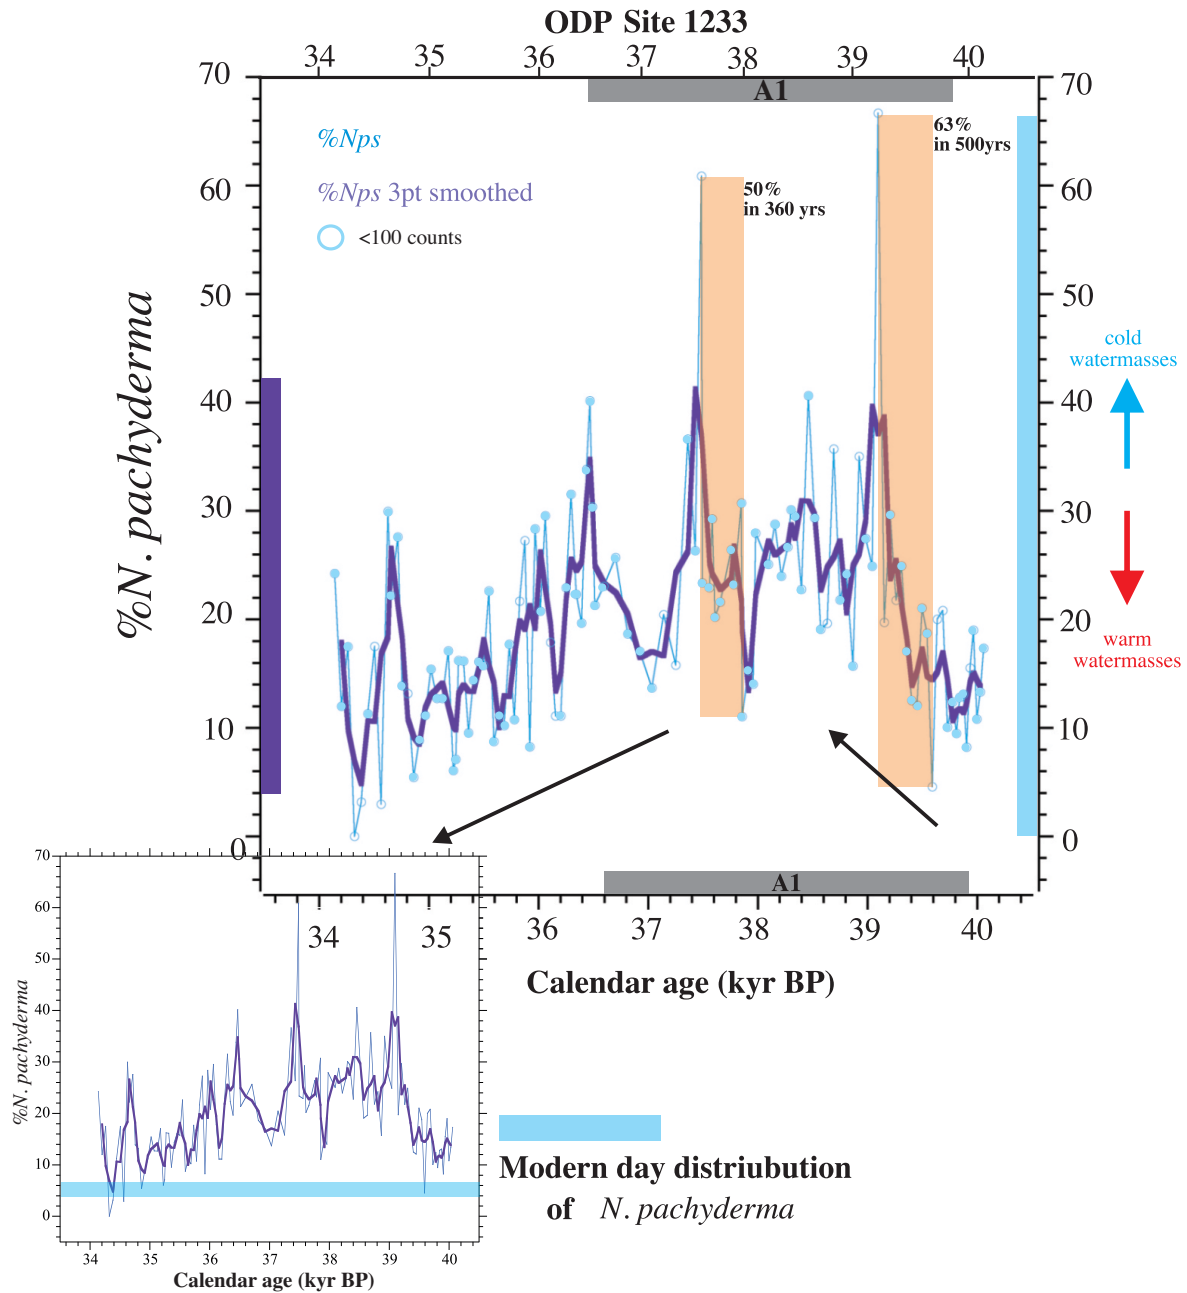 ODP Site 1233
34 35 36 37 38 39 40
A1
70 70
%Nps
63%
in 500yrs
%Nps 3pt smoothed
50%
in 360 yrs
<100 counts
60 60
50 50
cold
watermasses
40 40
%N. pachyderma
30 30
20 20
warm
watermasses
10 10
0 0
A1
34 35 36 37 38 39 40
Calendar age (kyr BP)
70
60
50
40
30
20
10
0
%N. pachyderma
34 35 36 37 38 39 40
Calendar age (kyr BP)
Modern day distriubution
of N. pachyderma